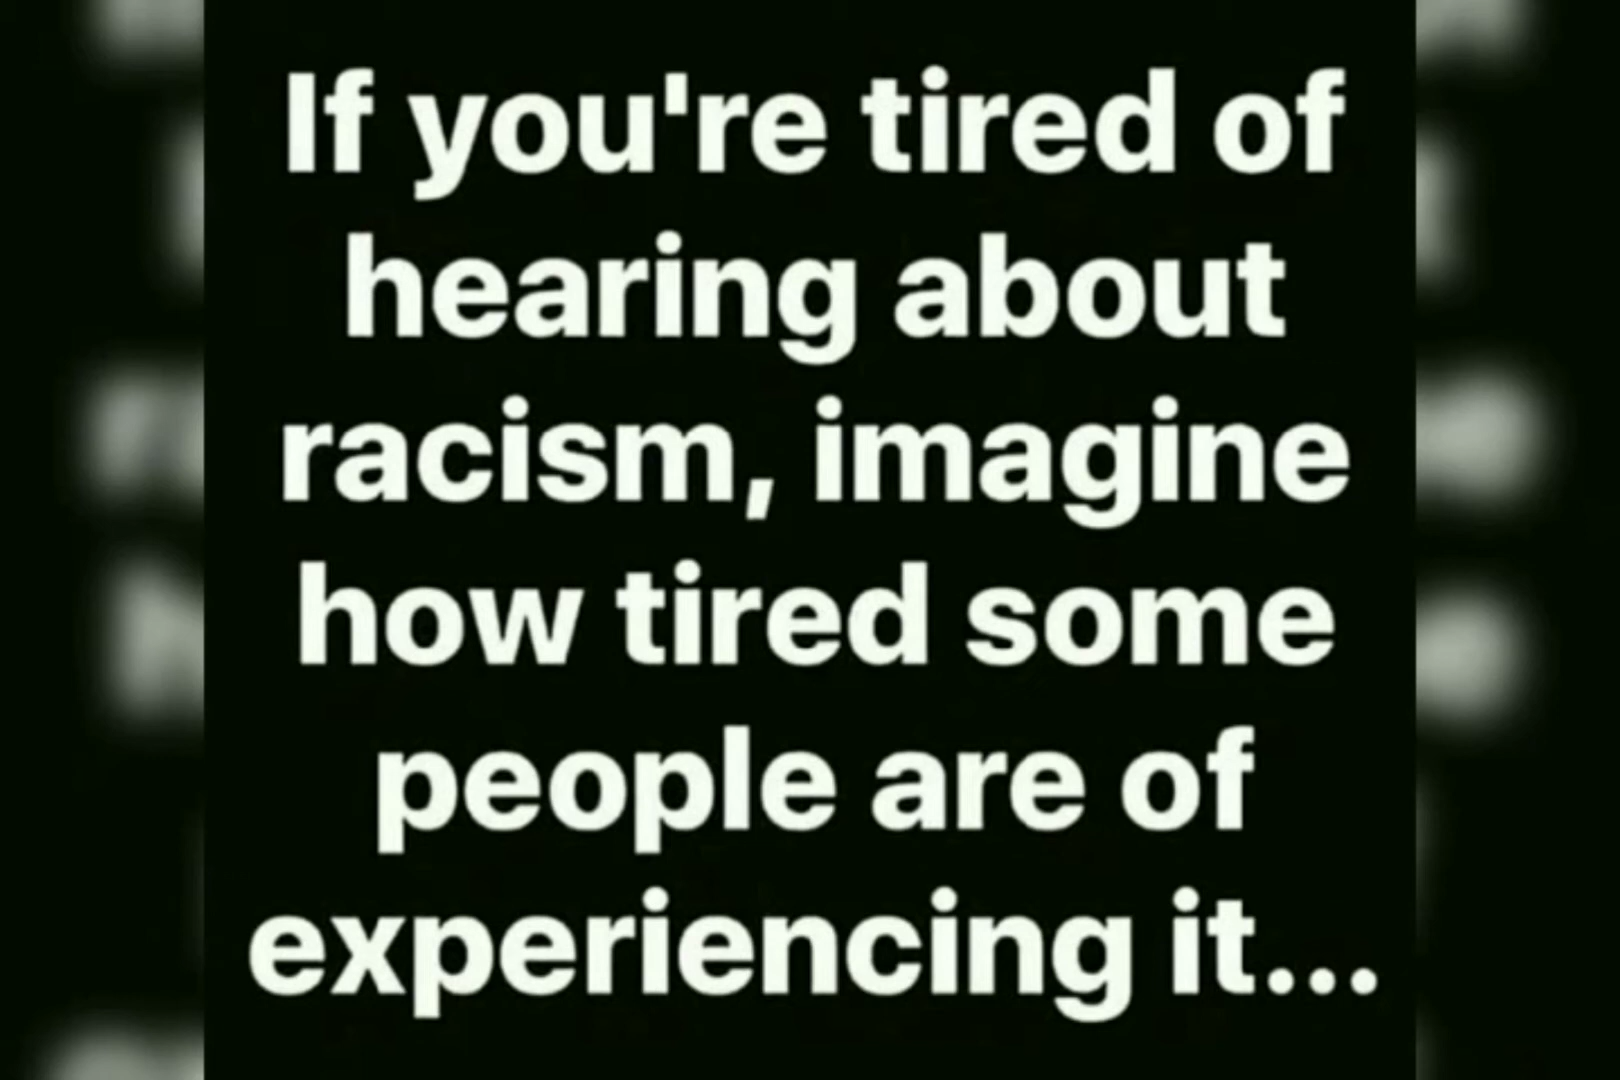 If you're tired of
hearing about
racism, imagine
how tired some
people are of
experiencing it...